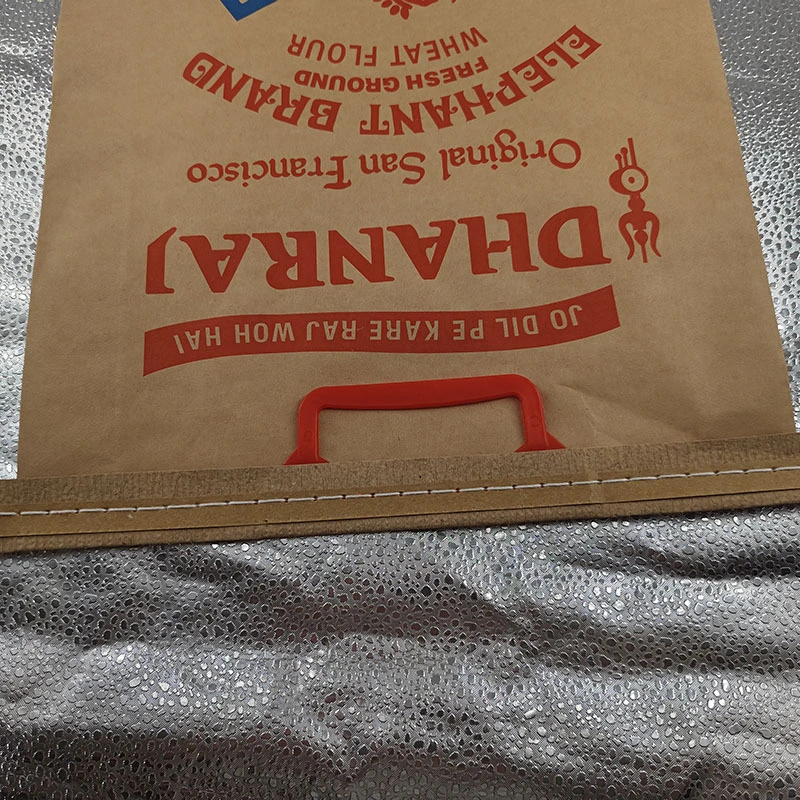 JO DIL PE KARE RAJ WOH HAI
DHANRAJ
Original San Francisco
ELEPHANT BRAND
FRESH GROUND
WHEAT FLOUR